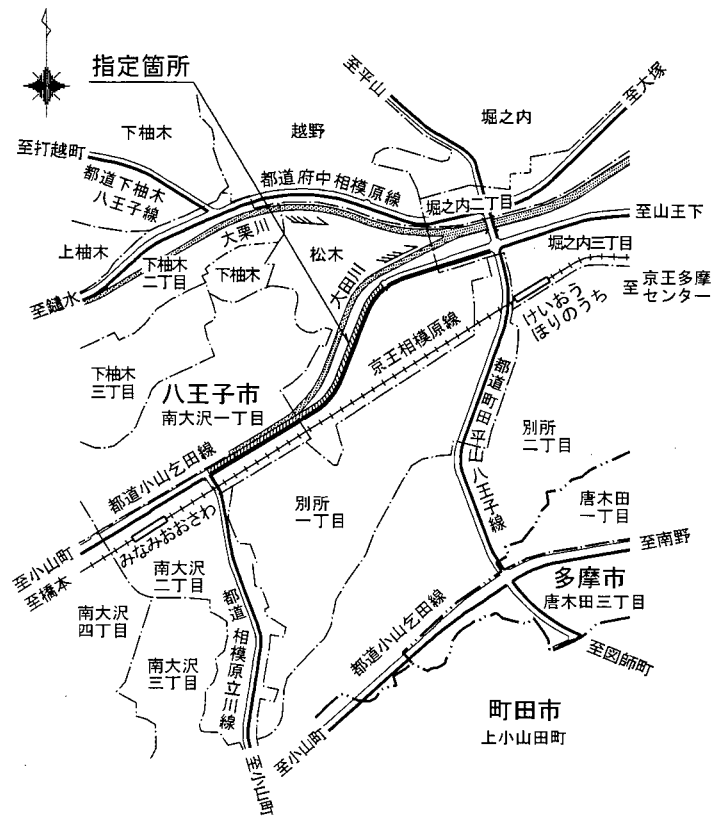 指定箇所
至平山
至大塚
堀之内
下柚木
越野
至打越町
都道下柚木
八王子線
都道府中相模原線
堀之内二丁目
至山王下
上柚木
大栗川
松木
堀之内三丁目
下柚木
二丁目
下柚木
大田川
至鑓水
至
京王多摩
センター
けいおう
ほりのうち
京王相模原線
下柚木
三丁目
八王子市
南大沢一丁目
都道町田平山八王子線
別所
二丁目
都道小山乞田線
別所
一丁目
唐木田
一丁目
みなみおおさわ
至南野
至小山町
至橋本
南大沢
二丁目
多摩市
唐木田三丁目
南大沢
四丁目
都道相模原立川線
都道小山乞田線
南大沢
三丁目
至図師町
町田市
上小山田町
至小山町
至小山町